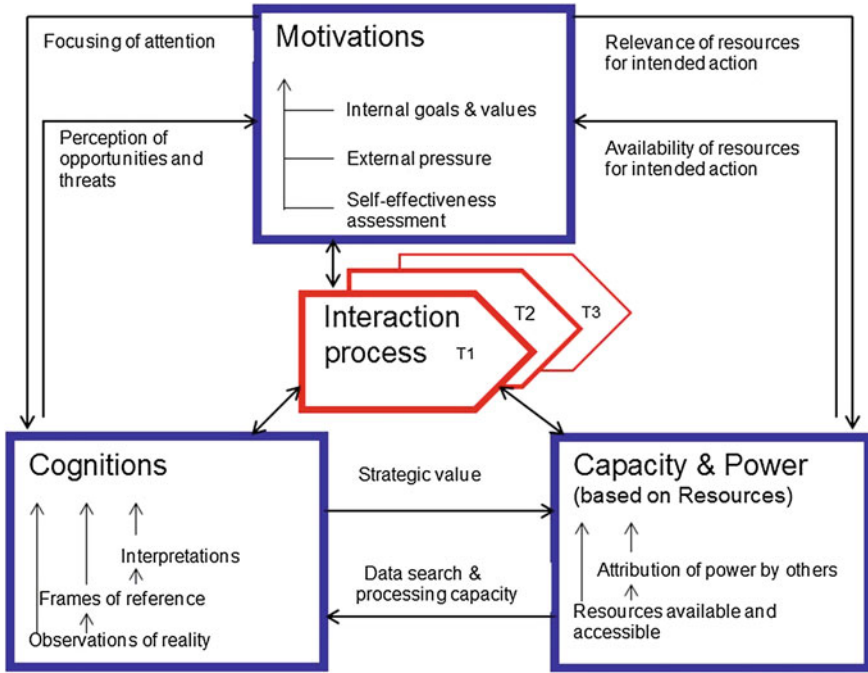 Focusing of attention
Motivations
Relevance of resources
for intended action
Internal goals & values
Perception of
opportunities and
threats
External pressure
Availability of resources
for intended action
Self-effectiveness
assessment
Interaction
process
T1
T2
T3
Cognitions
Strategic value
Capacity & Power
(based on Resources)
Interpretations
Data search &
processing capacity
Attribution of power by others
Frames of reference
Resources available and
accessible
Observations of reality